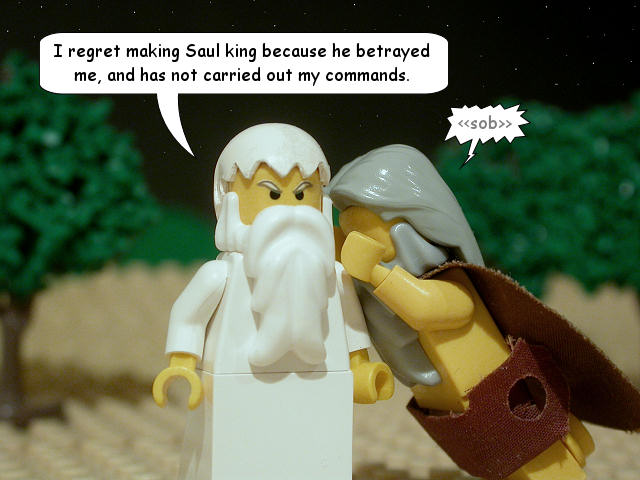 I regret making Saul king because he betrayed
me, and has not carried out my commands.
<<sob>>